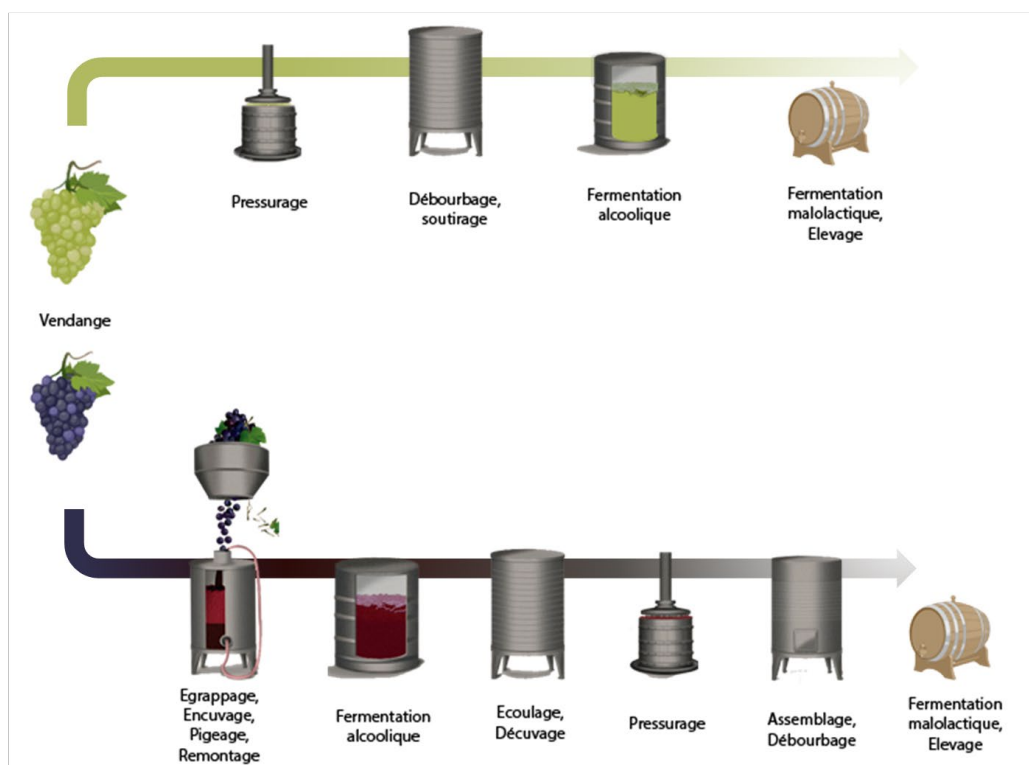 Pressurage
Débourbage,
soutirage
Fermentation
alcoolique
Fermentation
malolactique,
Elevage
Vendange
Egrappage,
Encuvage,
Pigeage,
Remontage
Fermentation
alcoolique
Ecoulage,
Décuvage
Pressurage
Assemblage,
Débourbage
Fermentation
malolactique,
Elevage